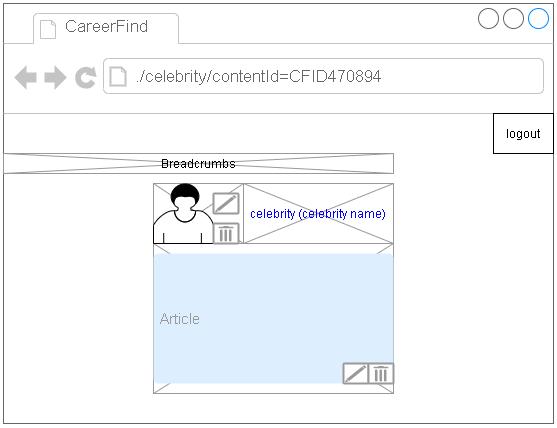 CareerFind
./celebrity/contentId=CFID470894
logout
Breadcrumbs
celebrity (celebrity name)
Article